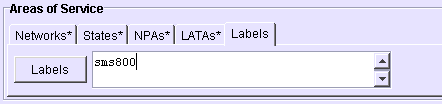 Areas of Service
Networks* States* NPAs* LATAs* Labels
Labels sms800